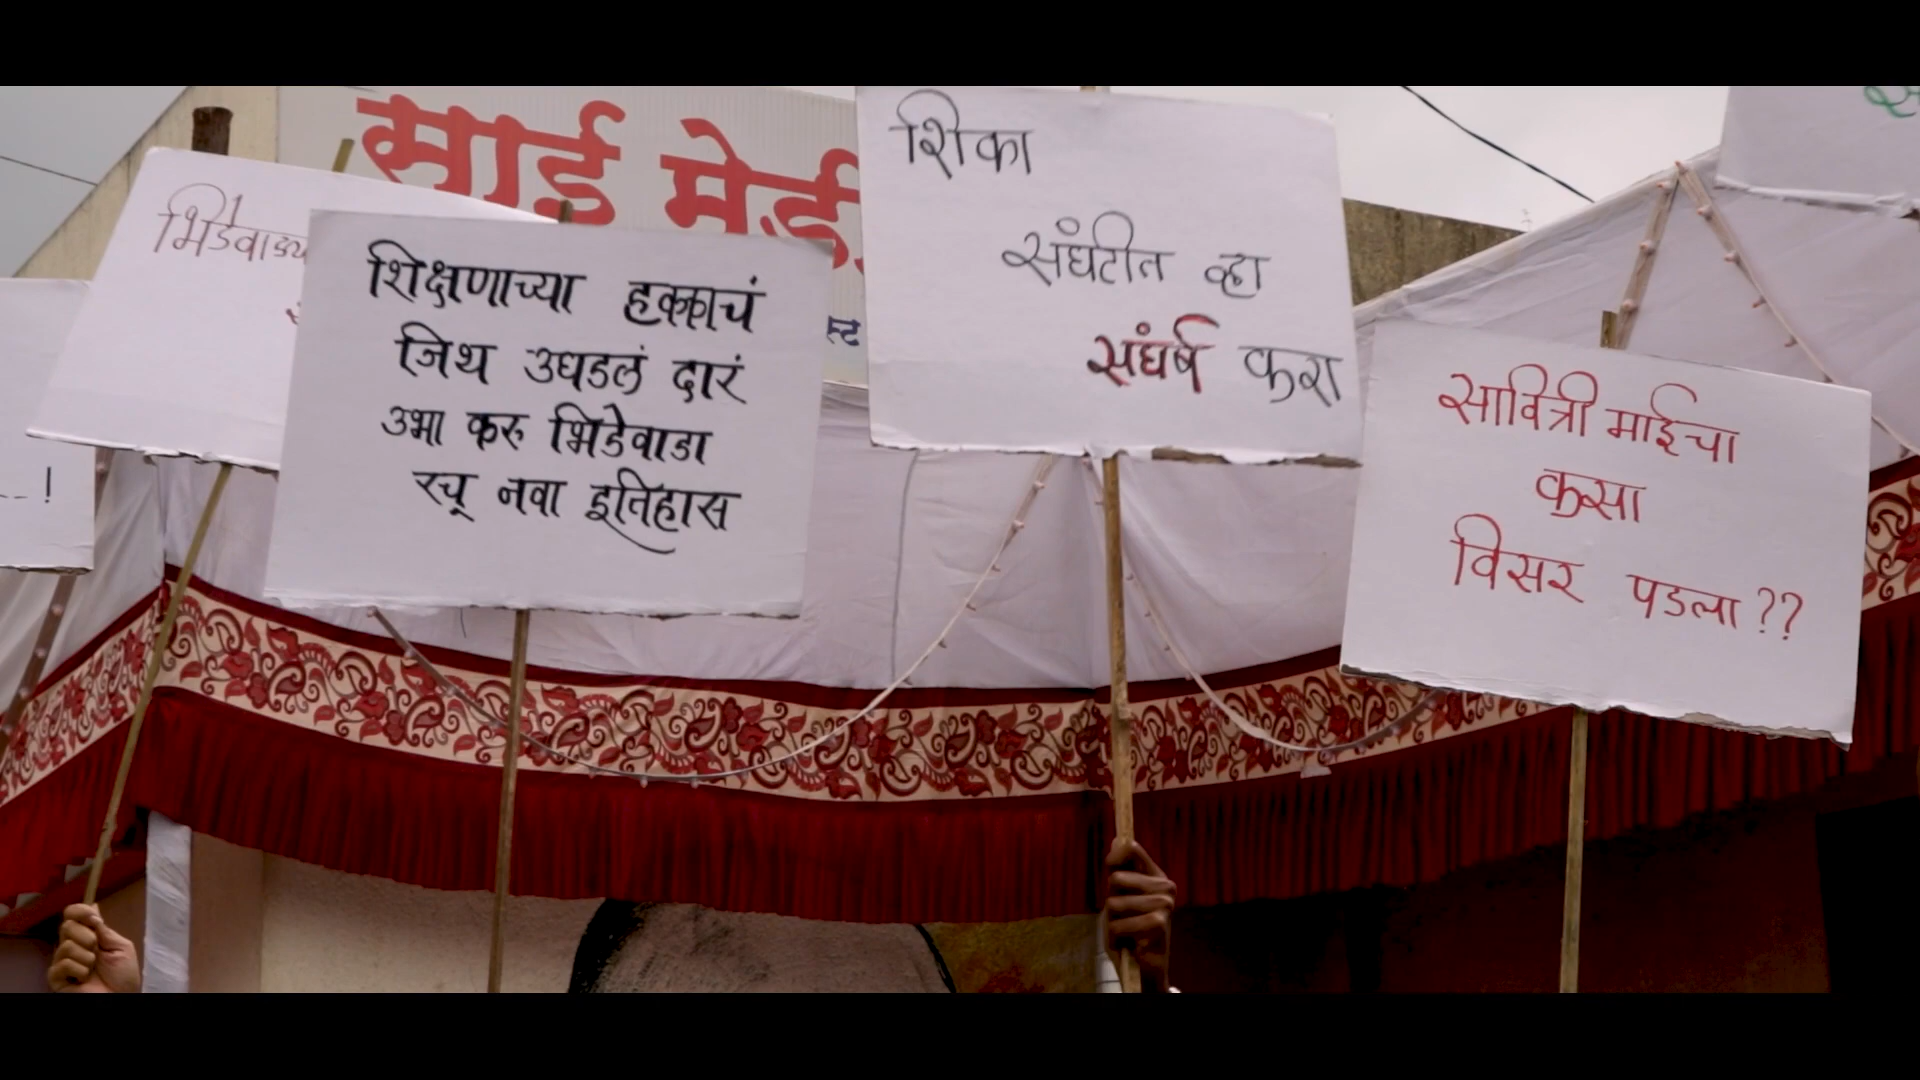 साई मेडी
भिडेवाड्य
शिक्षणाच्या हक्काचं
जिथ उघडलं दारं
उभा करु भिडेवाडा
रचू नवा इतिहास
स्ट
शिका
संघटीत व्हा
संघर्ष करा
सावित्री माईचा
कसा
विसर पडला ??
!